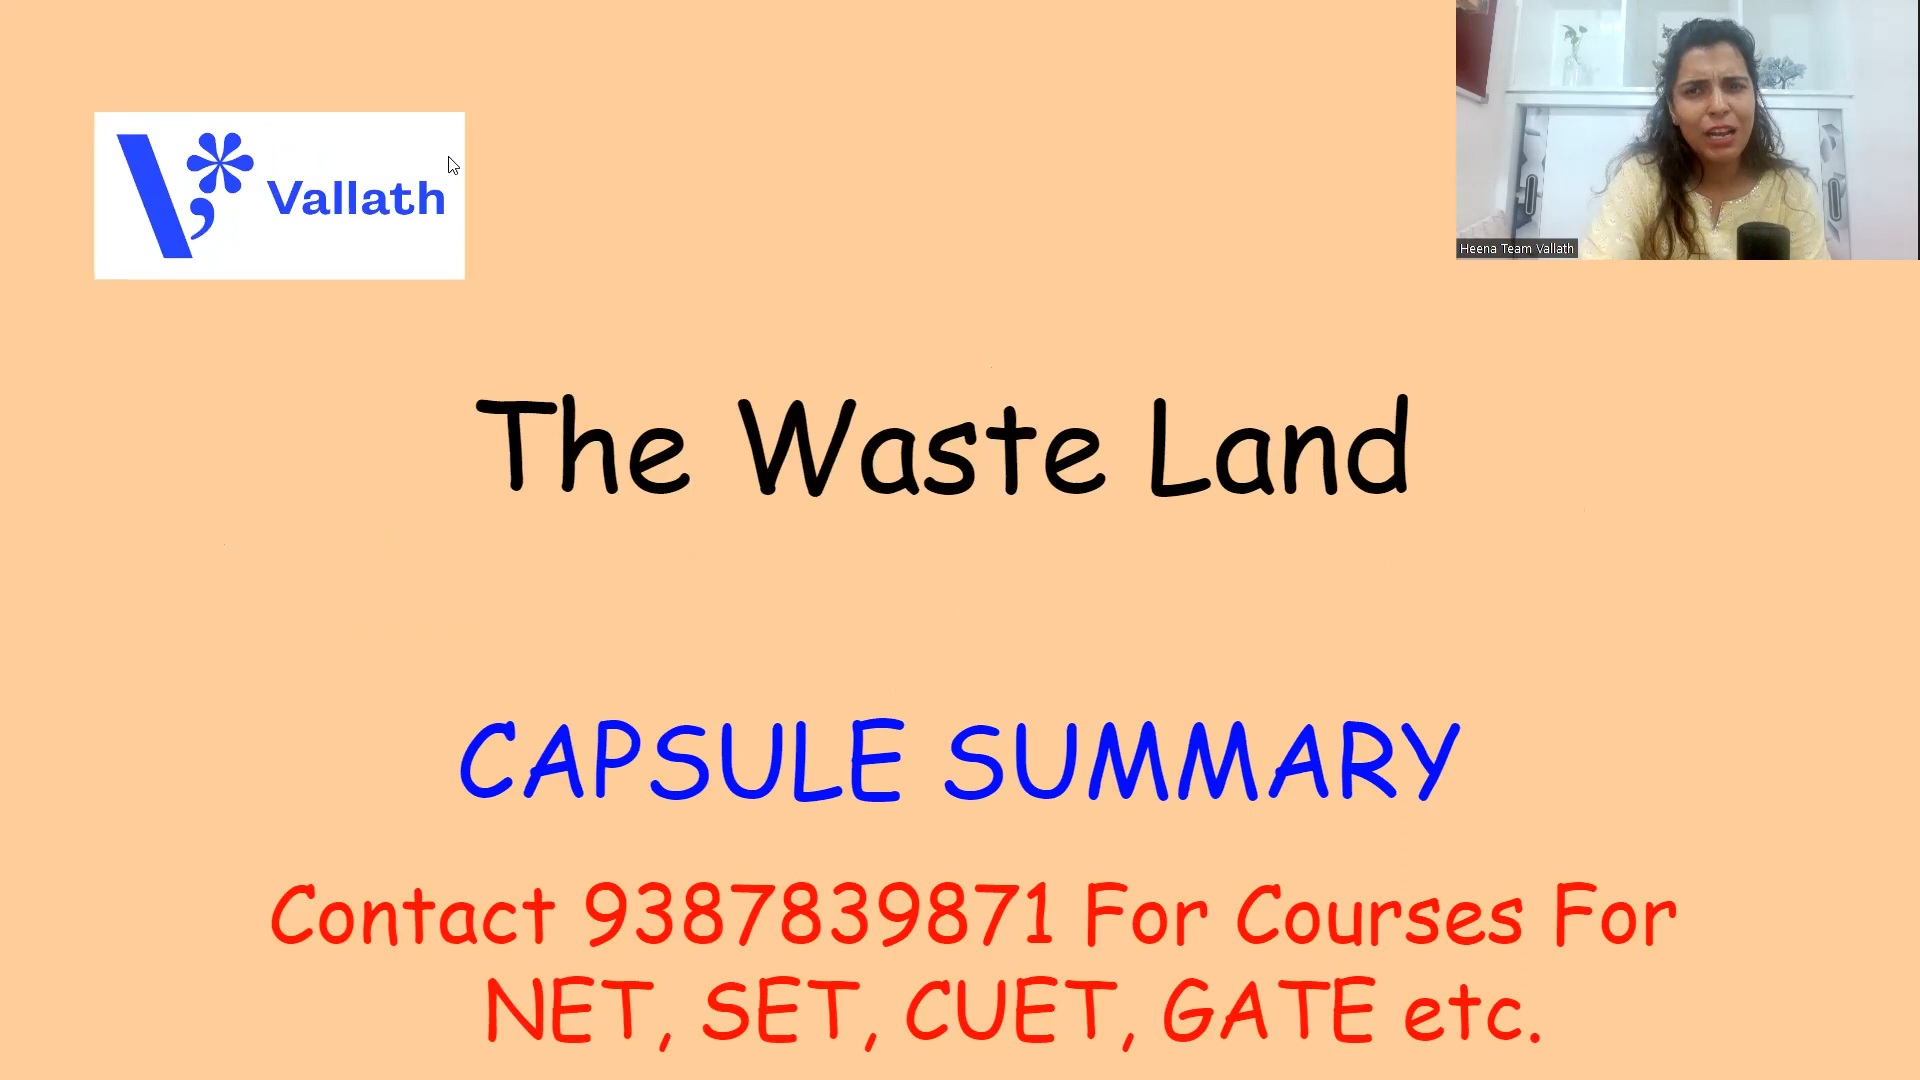 Vallath
Heena Team Vallath
The Waste Land
CAPSULE SUMMARY
Contact 9387839871 For Courses For
NET, SET, CUET, GATE etc.